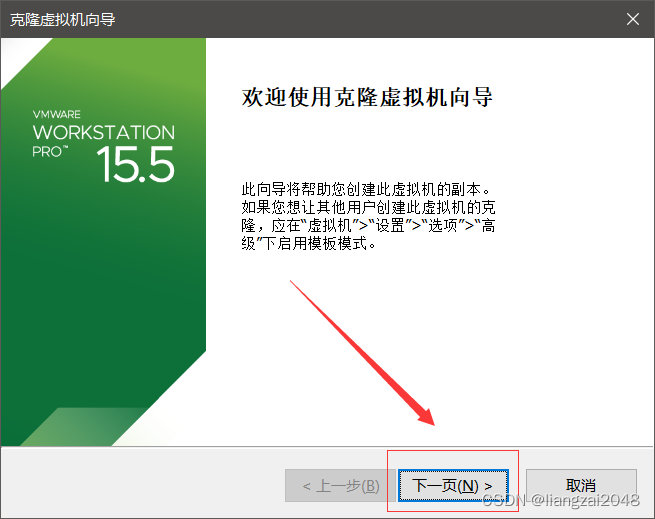 克隆虚拟机向导
VMWARE
WORKSTATION
PRO™
15.5
欢迎使用克隆虚拟机向导
此向导将帮助您创建此虚拟机的副本。
如果您想让其他用户创建此虚拟机的克
隆，应在“虚拟机”>“设置”>“选项”>“高
级”下启用模板模式。
< 上一步(B)
下一页(N) >
取消
CSDN @liangzai2048